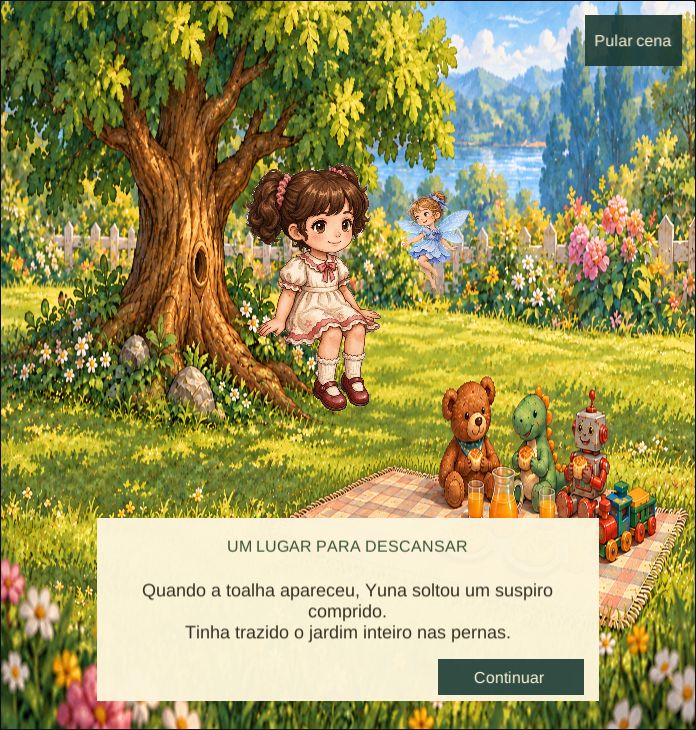 Pular cena
UM LUGAR PARA DESCANSAR
Quando a toalha apareceu, Yuna soltou um suspiro
comprido.
Tinha trazido o jardim inteiro nas pernas.
Continuar